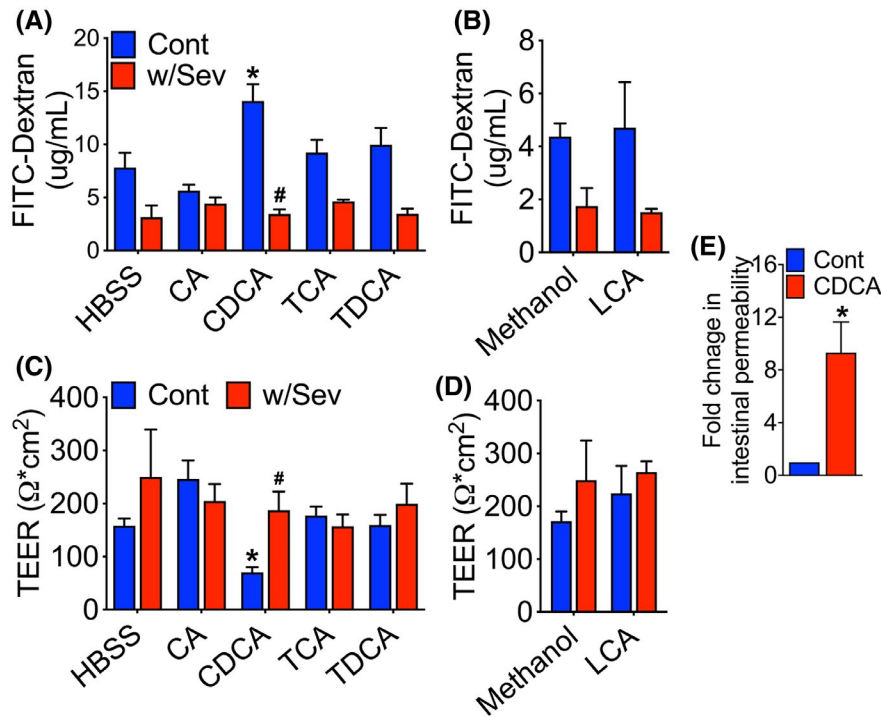 (A)
FITC-Dextran
(ug/mL)
20
15
10
5
0
Cont
w/Sev
*
#
HBSS
CA
CDCA
TCA
TDCA
(B)
FITC-Dextran
(ug/mL)
8
6
4
2
0
Methanol
LCA
(E)
Fold chnage in
intestinal permeability
16
12
8
4
0
Cont
CDCA
*
(C)
TEER (Ω*cm²)
400
300
200
100
0
Cont
w/Sev
*
#
HBSS
CA
CDCA
TCA
TDCA
(D)
TEER (Ω*cm²)
400
300
200
100
0
Methanol
LCA